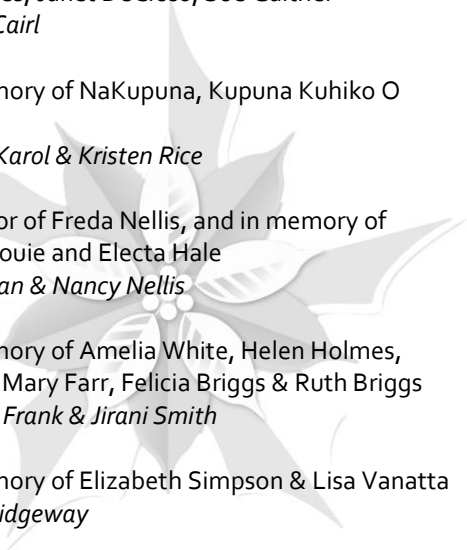 Cairl
mory of NaKupuna, Kupuna Kuhiko O
Karol & Kristen Rice
or of Freda Nellis, and in memory of
ouie and Electa Hale
an & Nancy Nellis
mory of Amelia White, Helen Holmes,
Mary Farr, Felicia Briggs & Ruth Briggs
Frank & Jirani Smith
mory of Elizabeth Simpson & Lisa Vanatta
idgeway